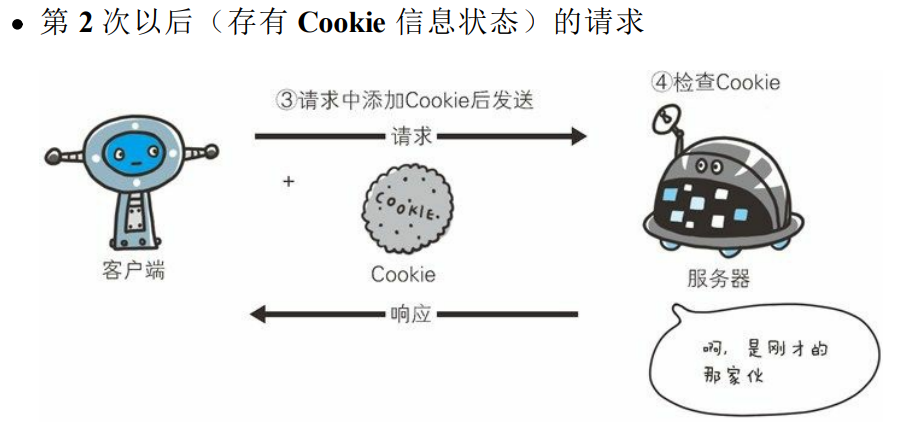 • 第 2 次以后（存有 Cookie 信息状态）的请求
④检查Cookie
③请求中添加Cookie后发送
请求
+
COOKIE.
客户端
Cookie
服务器
响应
啊，是刚才的
那家伙